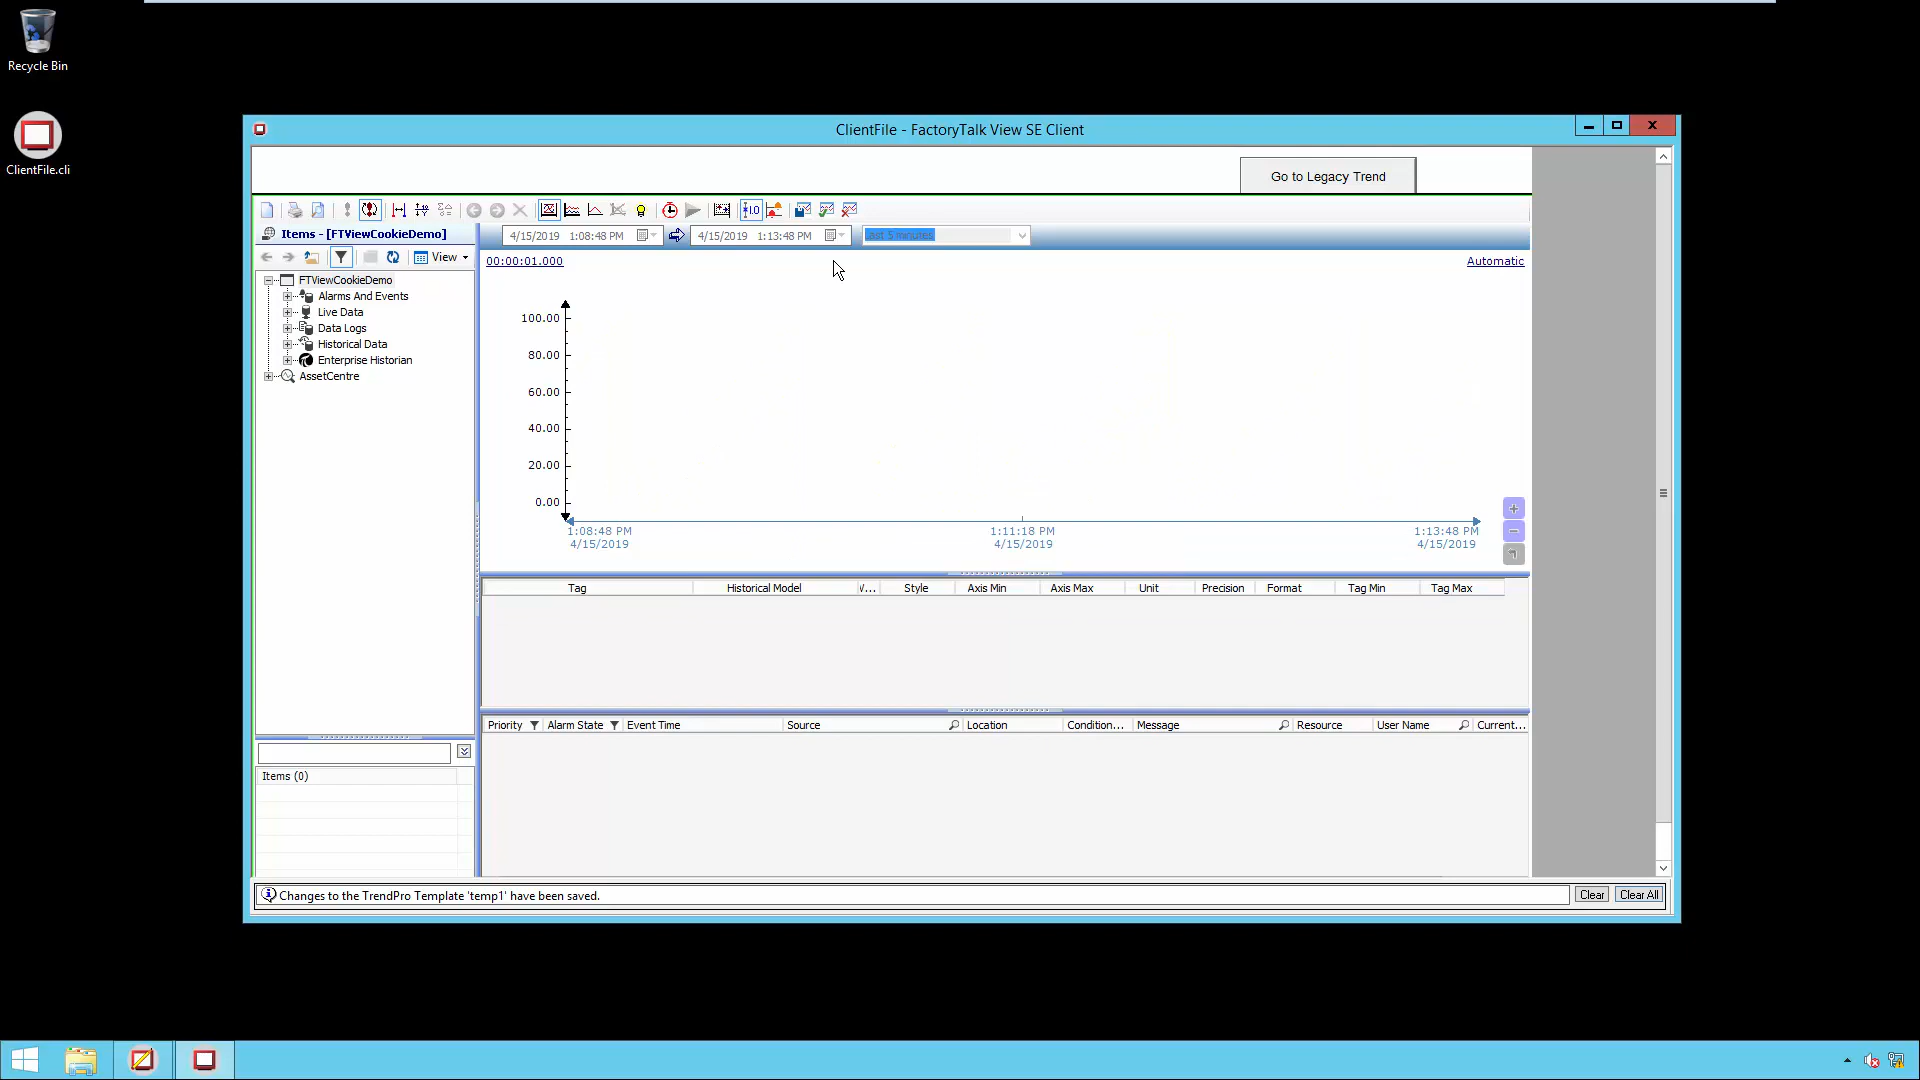 Recycle Bin
ClientFile.cli
ClientFile - FactoryTalk View SE Client
Go to Legacy Trend
Items - [FTViewCookieDemo]
4/15/2019 1:08:48 PM
4/15/2019 1:13:48 PM
Last 5 minutes
View
00:00:01.000
Automatic
FTViewCookieDemo
Alarms And Events
Live Data
Data Logs
Historical Data
Enterprise Historian
AssetCentre
100.00
80.00
60.00
40.00
20.00
0.00
1:08:48 PM 1:11:18 PM 1:13:48 PM
4/15/2019 4/15/2019 4/15/2019
Tag Historical Model V... Style Axis Min Axis Max Unit Precision Format Tag Min Tag Max
Priority Alarm State Event Time Source Location Condition... Message Resource User Name Current...
Items (0)
Changes to the TrendPro Template 'temp1' have been saved.
Clear Clear All